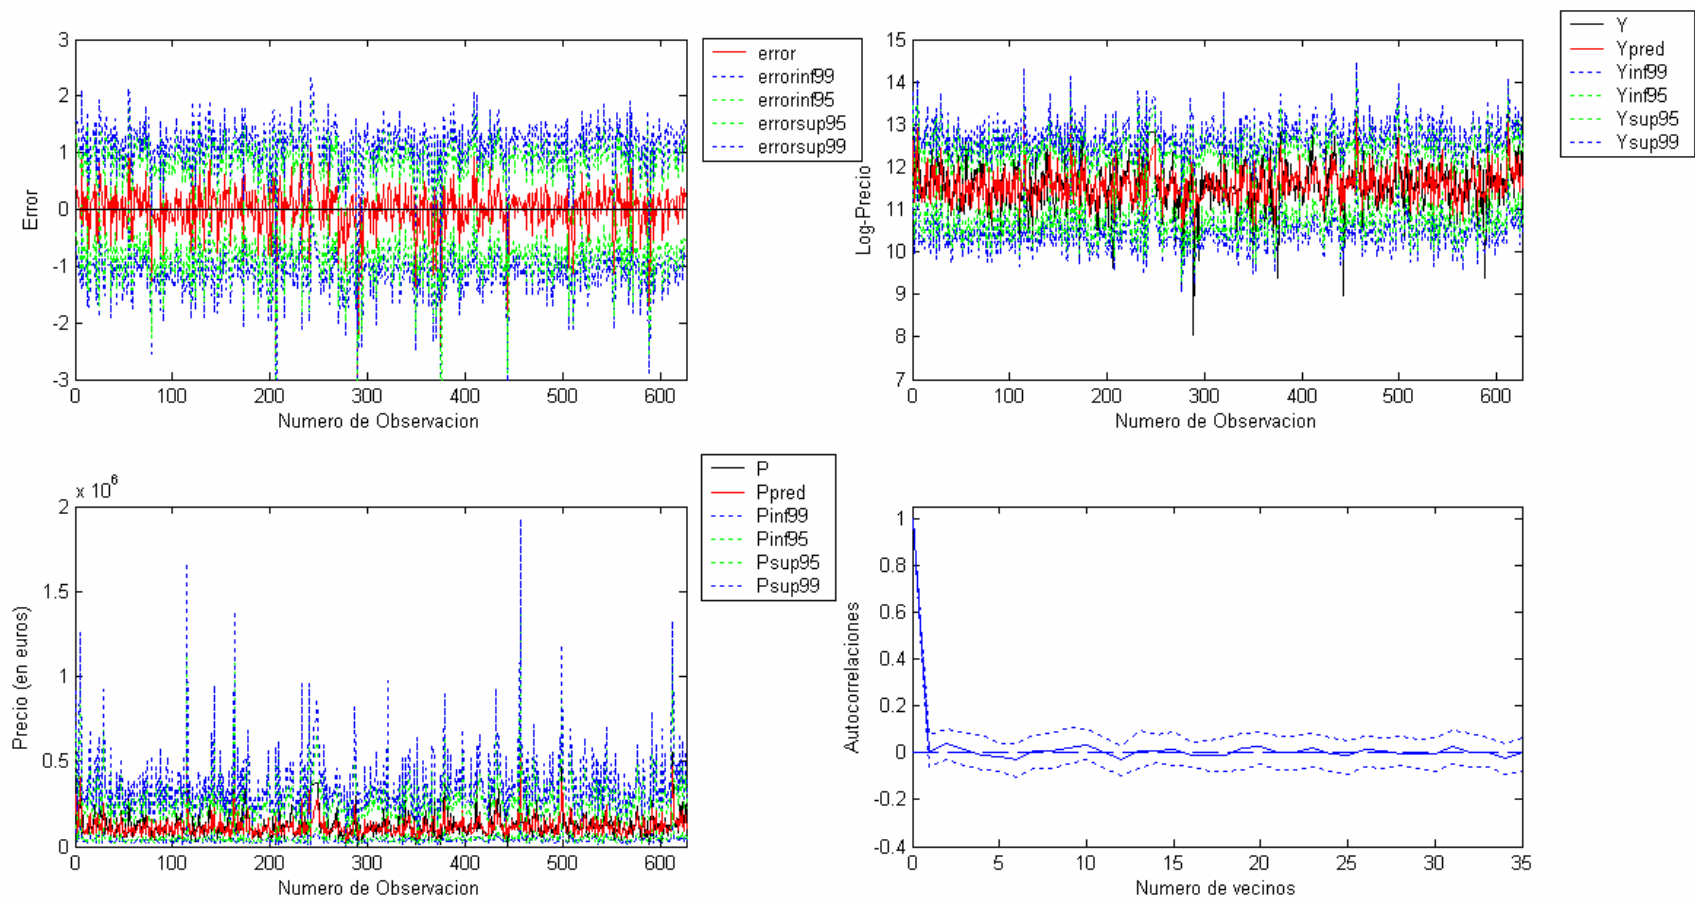 3
2
1
0
-1
-2
-3
Error
0
100
200
300
400
500
600
Numero de Observacion
error
errorinf99
errorinf95
errorsup95
errorsup99
15
14
13
12
11
10
9
8
7
Log-Precio
0
100
200
300
400
500
600
Numero de Observacion
Y
Ypred
Yinf99
Yinf95
Ysup95
Ysup99
x 10^6
2
1.5
1
0.5
0
Precio (en euros)
0
100
200
300
400
500
600
Numero de Observacion
P
Ppred
Pinf99
Pinf95
Psup95
Psup99
1
0.8
0.6
0.4
0.2
0
-0.2
-0.4
Autocorrelaciones
0
5
10
15
20
25
30
35
Numero de vecinos